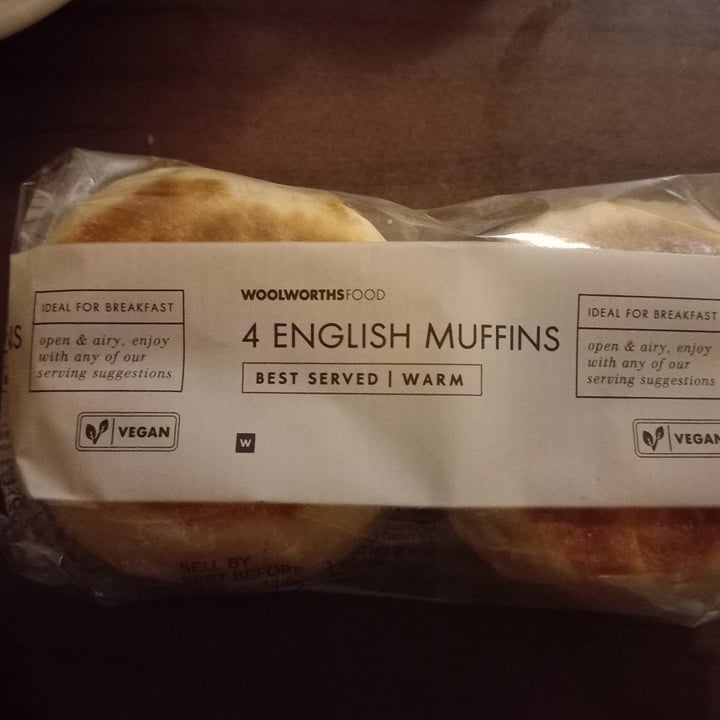 NS
IDEAL FOR BREAKFAST
open & airy, enjoy
with any of our
serving suggestions
VEGAN
WOOLWORTHSFOOD
4 ENGLISH MUFFINS
BEST SERVED | WARM
W
IDEAL FOR BREAKFAST
open & airy, enjoy
with any of our
serving suggestions
VEGAN
SELL BY
BEST BEFORE